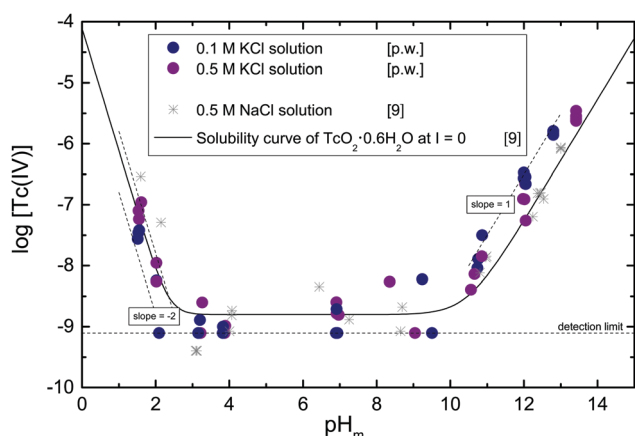 -4
-5
-6
-7
-8
-9
-10
log [Tc(IV)]
0.1 M KCl solution [p.w.]
0.5 M KCl solution [p.w.]
0.5 M NaCl solution [9]
Solubility curve of TcO₂·0.6H₂O at I = 0 [9]
slope = 1
slope = -2
detection limit
0 2 4 6 8 10 12 14
pHₘ